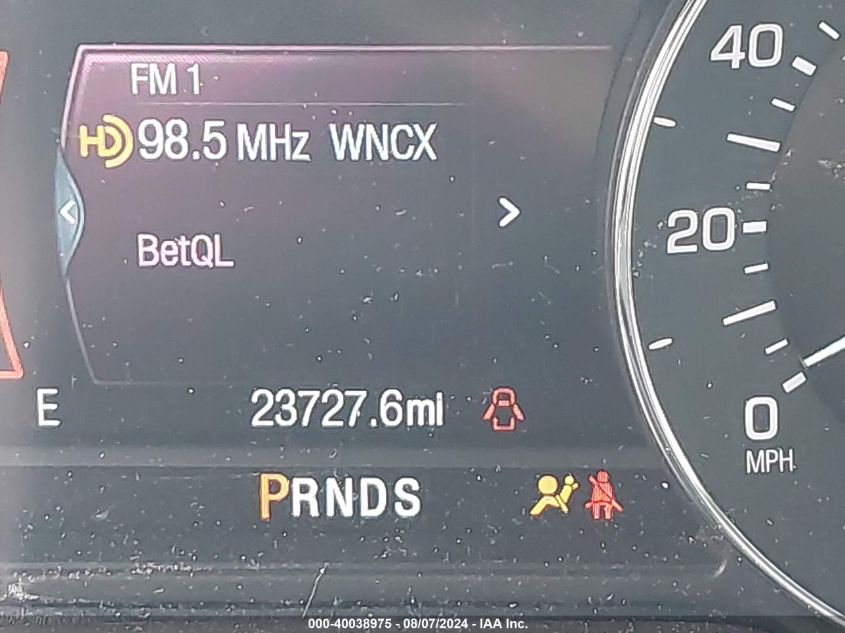 FM 1
HD 98.5 MHz WNCX
< >
BetQL
E 23727.6mi
PRNDS
40
20
0
MPH
000-40038975 - 08/07/2024 - IAA Inc.